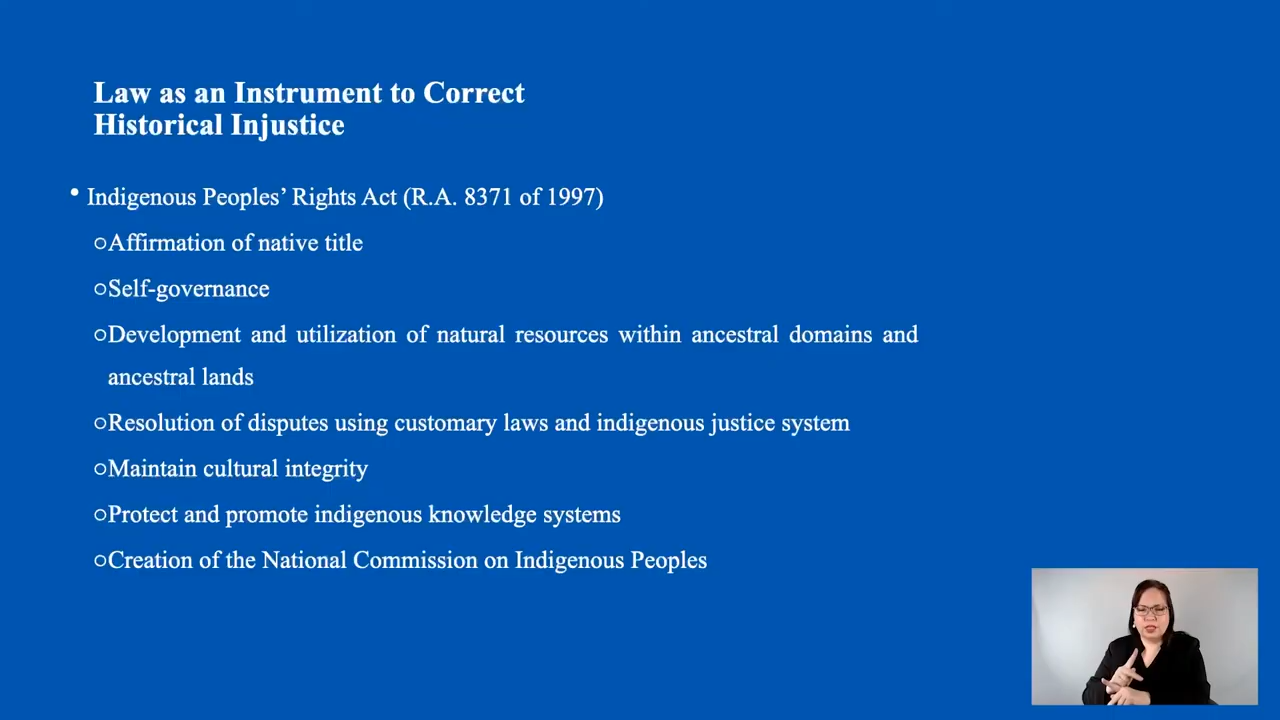 Law as an Instrument to Correct
Historical Injustice
• Indigenous Peoples’ Rights Act (R.A. 8371 of 1997)
○Affirmation of native title
○Self-governance
○Development and utilization of natural resources within ancestral domains and
ancestral lands
○Resolution of disputes using customary laws and indigenous justice system
○Maintain cultural integrity
○Protect and promote indigenous knowledge systems
○Creation of the National Commission on Indigenous Peoples